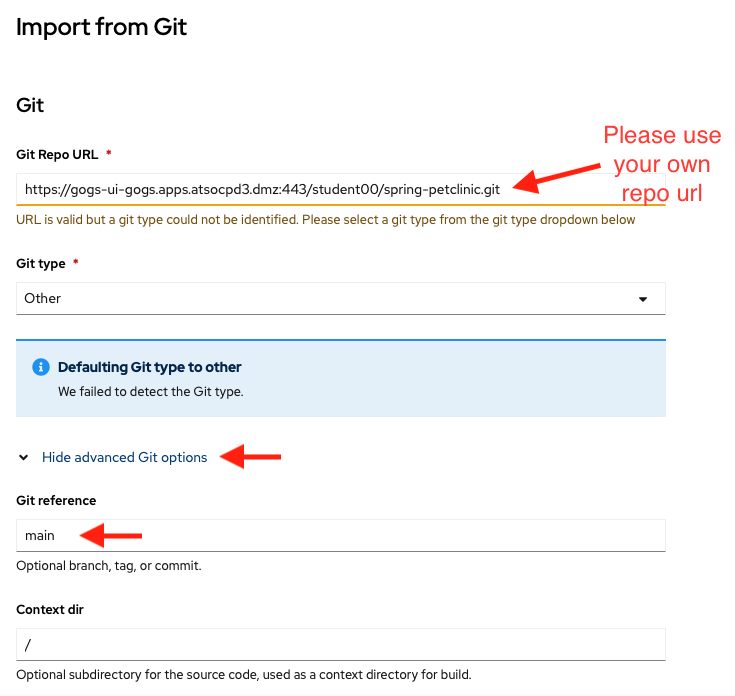 Import from Git
Git
Git Repo URL *
Please use
your own
repo url
https://gogs-ui-gogs.apps.atsocpd3.dmz:443/student00/spring-petclinic.git
URL is valid but a git type could not be identified. Please select a git type from the git type dropdown below
Git type *
Other
Defaulting Git type to other
We failed to detect the Git type.
Hide advanced Git options
Git reference
main
Optional branch, tag, or commit.
Context dir
/
Optional subdirectory for the source code, used as a context directory for build.